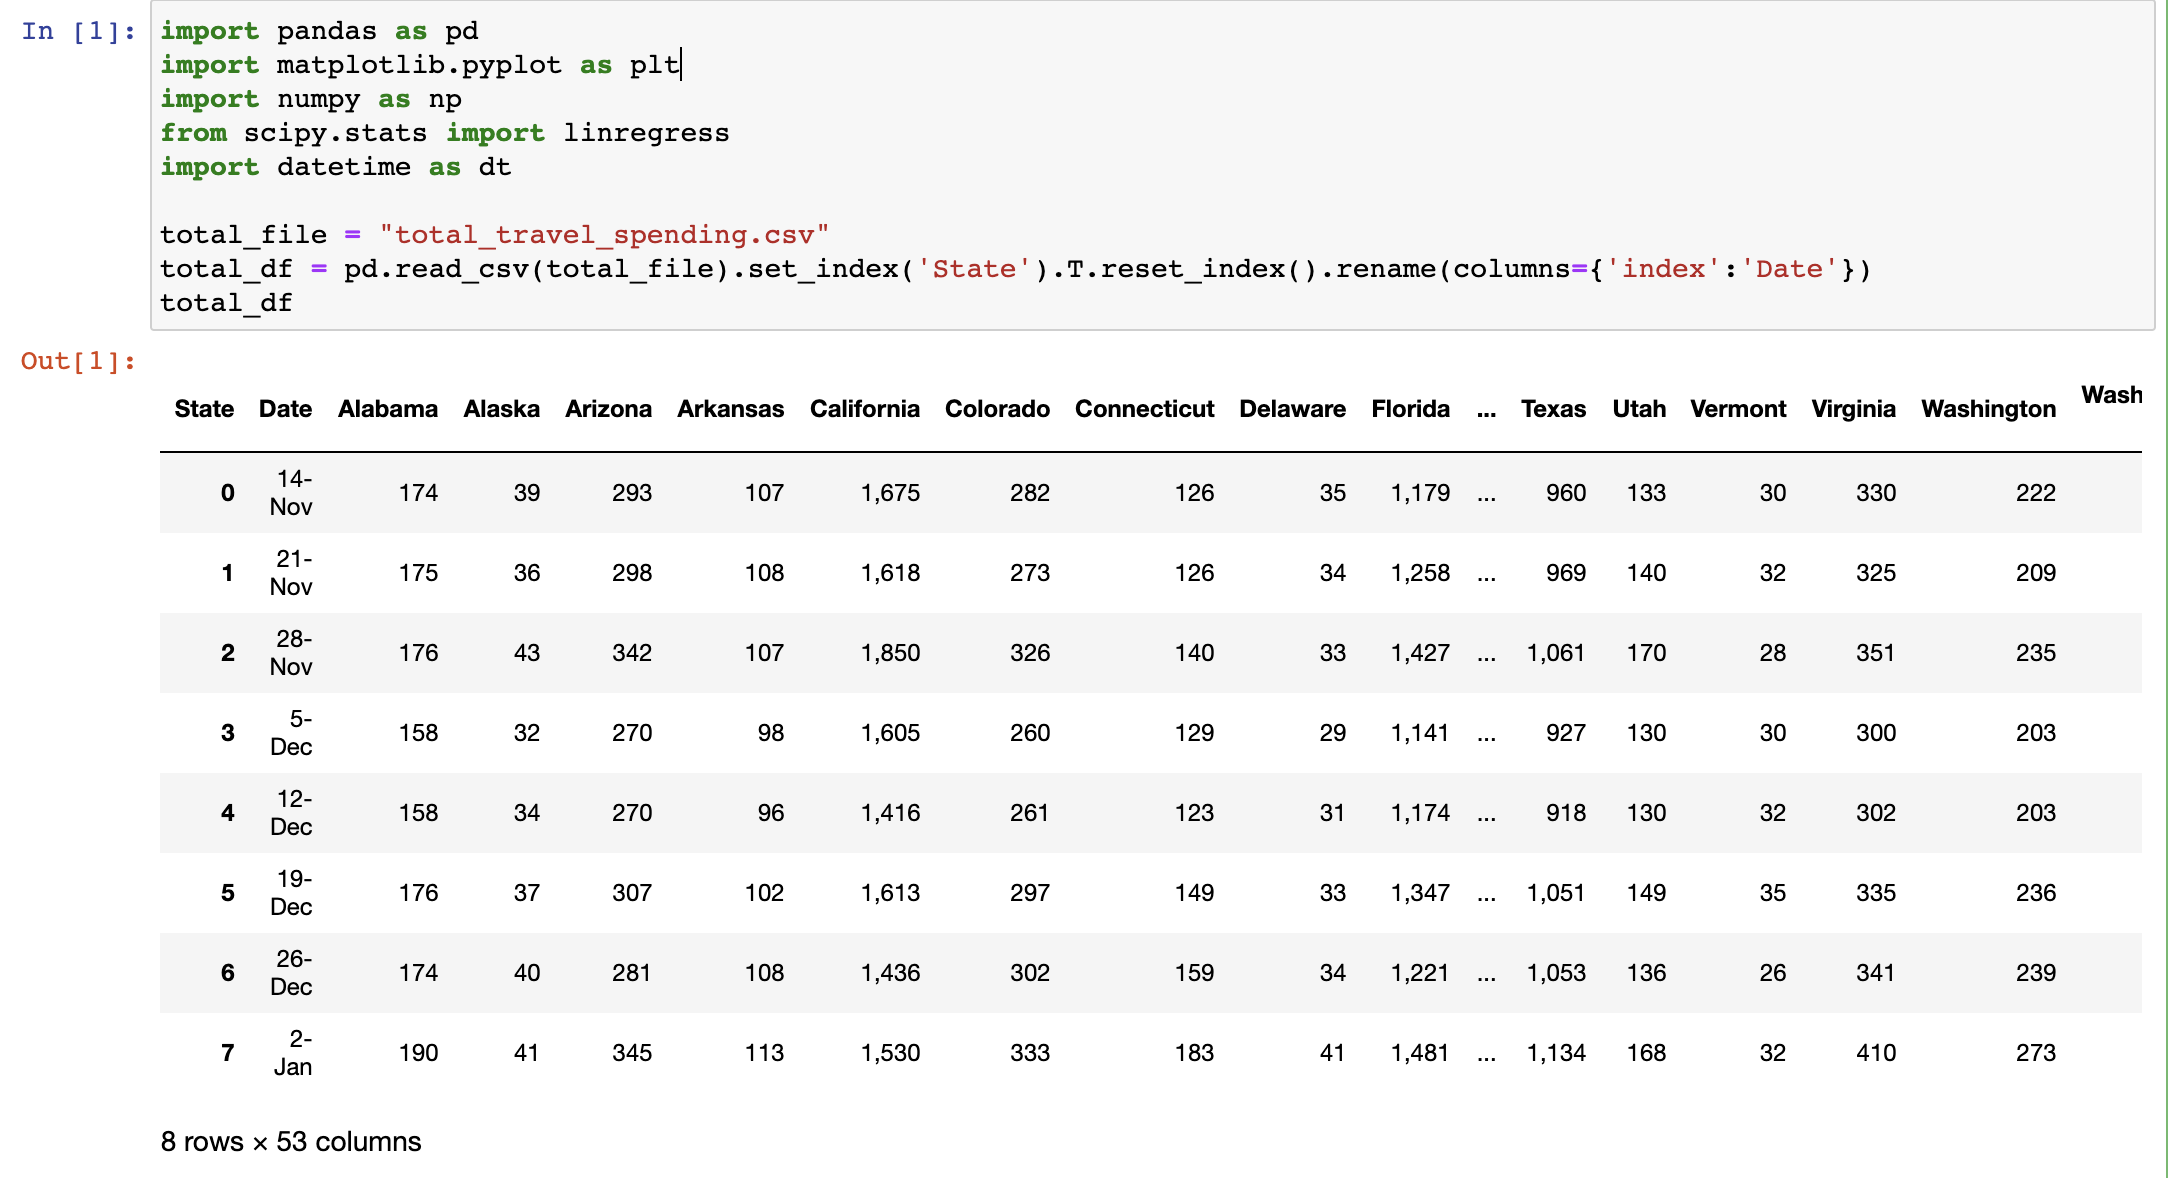 In [1]:
import pandas as pd
import matplotlib.pyplot as plt
import numpy as np
from scipy.stats import linregress
import datetime as dt
total_file = "total_travel_spending.csv"
total_df = pd.read_csv(total_file).set_index('State').T.reset_index().rename(columns={'index':'Date'})
total_df
Out[1]:
State Date Alabama Alaska Arizona Arkansas California Colorado Connecticut Delaware Florida ... Texas Utah Vermont Virginia Washington Wash
0 14-Nov 174 39 293 107 1,675 282 126 35 1,179 ... 960 133 30 330 222
1 21-Nov 175 36 298 108 1,618 273 126 34 1,258 ... 969 140 32 325 209
2 28-Nov 176 43 342 107 1,850 326 140 33 1,427 ... 1,061 170 28 351 235
3 5-Dec 158 32 270 98 1,605 260 129 29 1,141 ... 927 130 30 300 203
4 12-Dec 158 34 270 96 1,416 261 123 31 1,174 ... 918 130 32 302 203
5 19-Dec 176 37 307 102 1,613 297 149 33 1,347 ... 1,051 149 35 335 236
6 26-Dec 174 40 281 108 1,436 302 159 34 1,221 ... 1,053 136 26 341 239
7 2-Jan 190 41 345 113 1,530 333 183 41 1,481 ... 1,134 168 32 410 273
8 rows × 53 columns